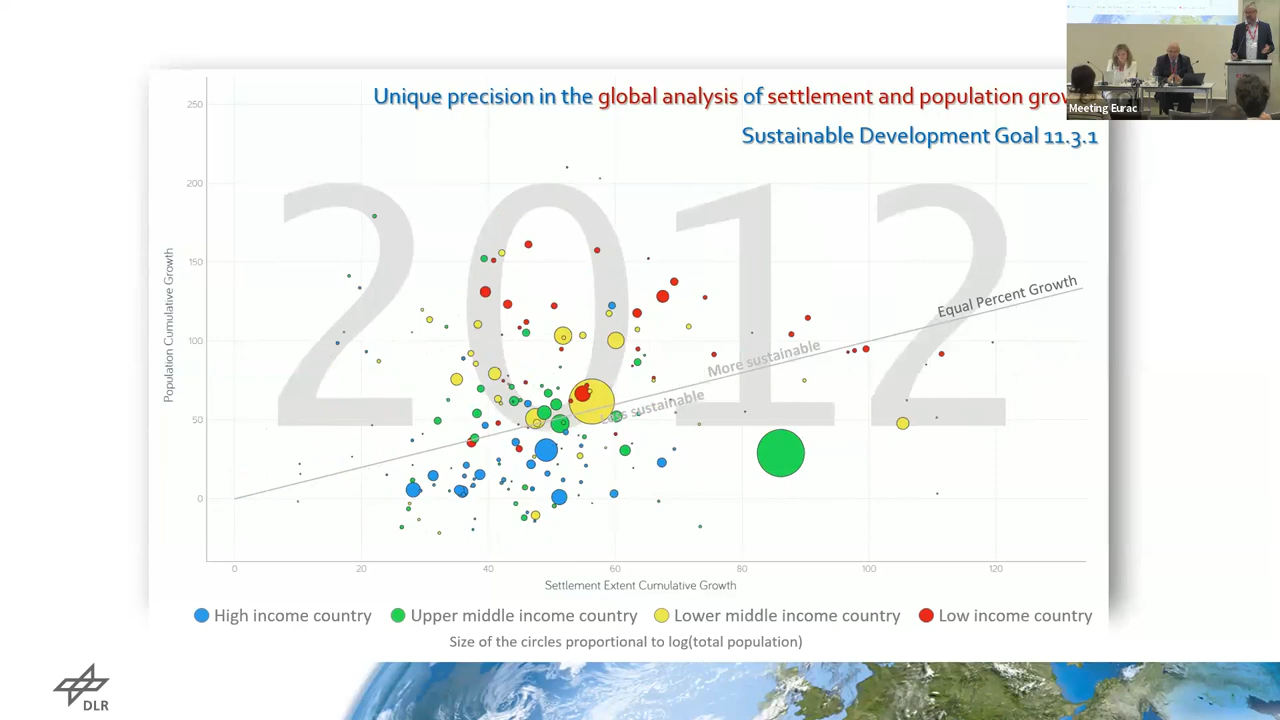 Unique precision in the global analysis of settlement and population grow
Sustainable Development Goal 11.3.1
Meeting Eurac
2012
250
200
150
100
50
0
Population Cumulative Growth
Equal Percent Growth
More sustainable
sustainable
0 20 40 60 80 100 120
Settlement Extent Cumulative Growth
High income country Upper middle income country Lower middle income country Low income country
Size of the circles proportional to log(total population)
DLR